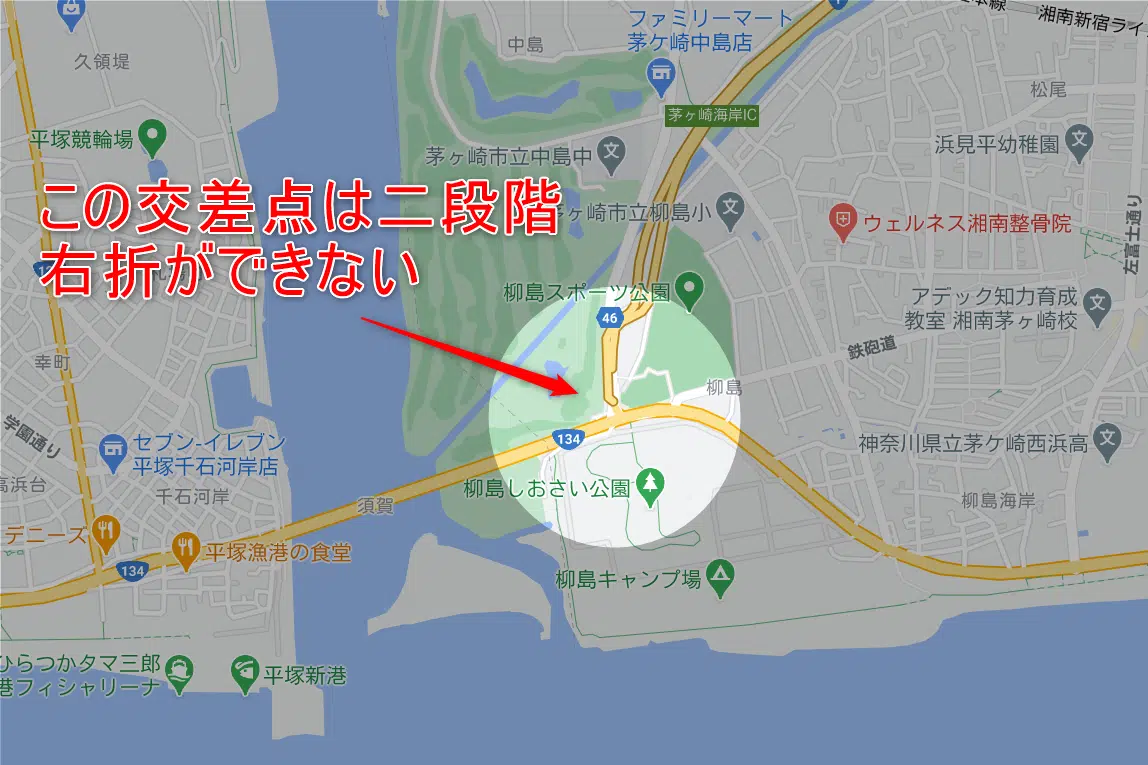 ファミリーマート
茅ケ崎中島店
湘南新宿ライ
中島
久領堤
松尾
茅ヶ崎海岸IC
平塚競輪場
浜見平幼稚園
茅ヶ崎市立中島中
この交差点は二段階
右折ができない
ヶ崎市立柳島小
ウェルネス湘南整骨院
左富士通り
柳島スポーツ公園
アデック知力育成
教室 湘南茅ヶ崎校
46
鉄砲道
幸町
柳島
学園通り
134
セブン-イレブン
平塚千石河岸店
神奈川県立茅ケ崎西浜高
高浜台
千石河岸
柳島しおさい公園
須賀
柳島海岸
デニーズ
平塚漁港の食堂
134
柳島キャンプ場
ひらつかタマ三郎
港フィシャリーナ
平塚新港